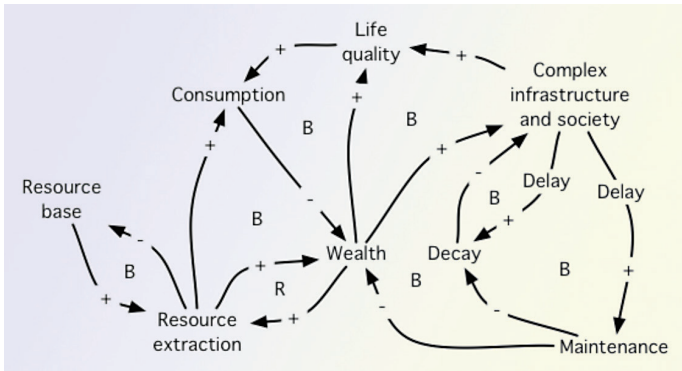 Life
quality
+
+
Complex
infrastructure
and society
Consumption
+
B
B
+
+
-
Delay
Delay
Resource
base
-
B
+
B
-
Wealth
Decay
B
+
B
B
+
R
-
-
+
+
Resource
extraction
Maintenance